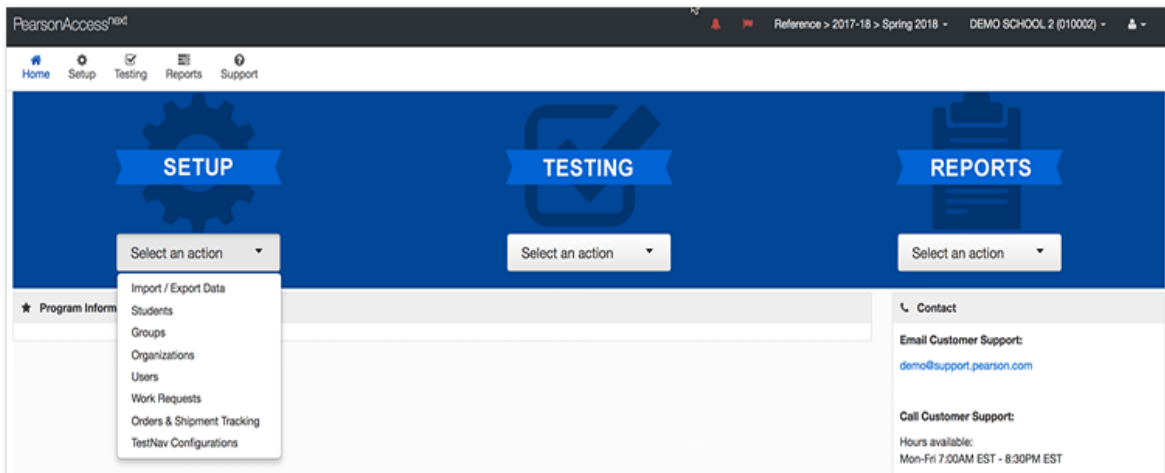 PearsonAccessnext
Reference > 2017-18 > Spring 2018
DEMO SCHOOL 2 (010002)
Home
Setup
Testing
Reports
Support
SETUP
TESTING
REPORTS
Select an action
Select an action
Select an action
Import / Export Data
Students
Groups
Organizations
Users
Work Requests
Orders & Shipment Tracking
TestNav Configurations
Program Inform
Contact
Email Customer Support:
demo@support.pearson.com
Call Customer Support:
Hours available:
Mon-Fri 7:00AM EST - 8:30PM EST